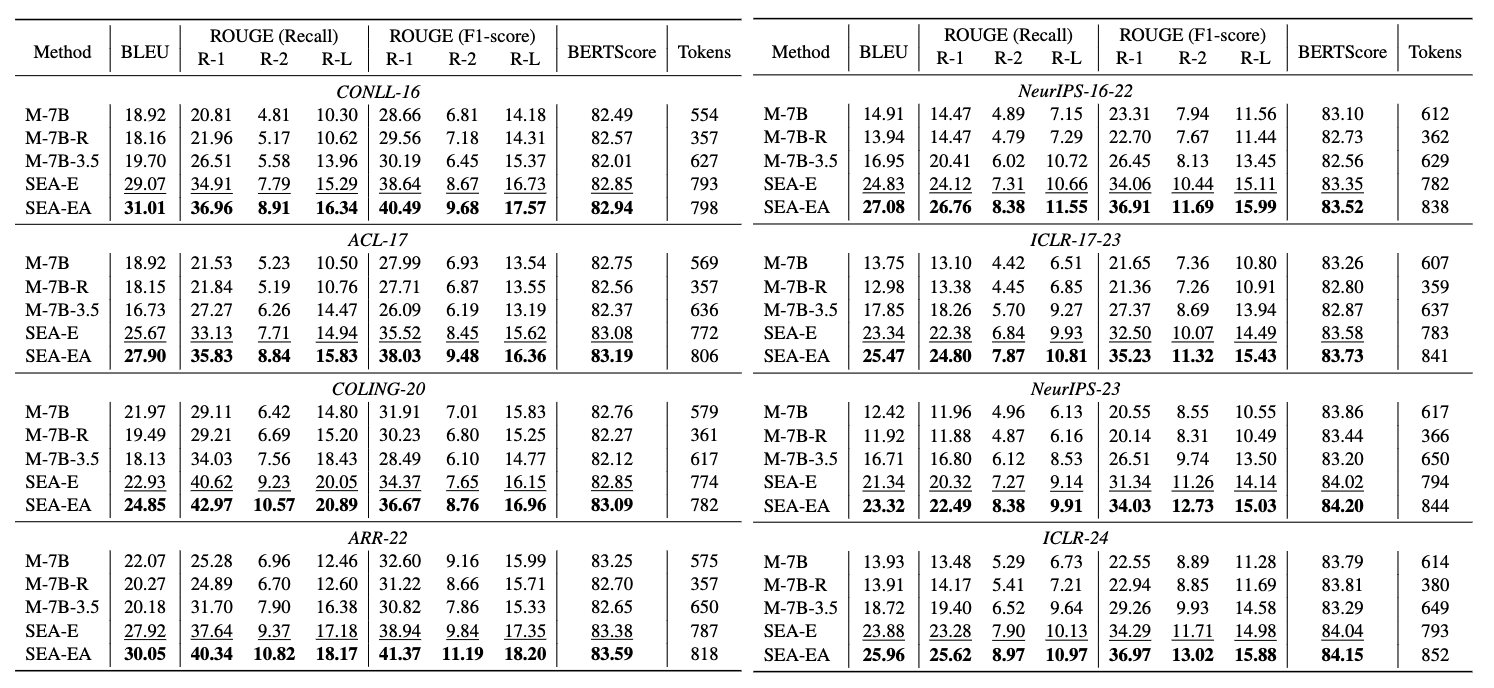 Method BLEU ROUGE (Recall) ROUGE (F1-score) BERTScore Tokens
R-1 R-2 R-L R-1 R-2 R-L
CONLL-16
M-7B 18.92 20.81 4.81 10.30 28.66 6.81 14.18 82.49 554
M-7B-R 18.16 21.96 5.17 10.62 29.56 7.18 14.31 82.57 357
M-7B-3.5 19.70 26.51 5.58 13.96 30.19 6.45 15.37 82.01 627
SEA-E 29.07 34.91 7.79 15.29 38.64 8.67 16.73 82.85 793
SEA-EA 31.01 36.96 8.91 16.34 40.49 9.68 17.57 82.94 798
ACL-17
M-7B 18.92 21.53 5.23 10.50 27.99 6.93 13.54 82.75 569
M-7B-R 18.15 21.84 5.19 10.76 27.71 6.87 13.55 82.56 357
M-7B-3.5 16.73 27.27 6.26 14.47 26.09 6.19 13.19 82.37 636
SEA-E 25.67 33.13 7.71 14.94 35.52 8.45 15.62 83.08 772
SEA-EA 27.90 35.83 8.84 15.83 38.03 9.48 16.36 83.19 806
COLING-20
M-7B 21.97 29.11 6.42 14.80 31.91 7.01 15.83 82.76 579
M-7B-R 19.49 29.21 6.69 15.20 30.23 6.80 15.25 82.27 361
M-7B-3.5 18.13 34.03 7.56 18.43 28.49 6.10 14.77 82.12 617
SEA-E 22.93 40.62 9.23 20.05 34.37 7.65 16.15 82.85 774
SEA-EA 24.85 42.97 10.57 20.89 36.67 8.76 16.96 83.09 782
ARR-22
M-7B 22.07 25.28 6.96 12.46 32.60 9.16 15.99 83.25 575
M-7B-R 20.27 24.89 6.70 12.60 31.22 8.66 15.71 82.70 357
M-7B-3.5 20.18 31.70 7.90 16.38 30.82 7.86 15.33 82.65 650
SEA-E 27.92 37.64 9.37 17.18 38.94 9.84 17.35 83.38 787
SEA-EA 30.05 40.34 10.82 18.17 41.37 11.19 18.20 83.59 818
Method BLEU ROUGE (Recall) ROUGE (F1-score) BERTScore Tokens
R-1 R-2 R-L R-1 R-2 R-L
NeurIPS-16-22
M-7B 14.91 14.47 4.89 7.15 23.31 7.94 11.56 83.10 612
M-7B-R 13.94 14.47 4.79 7.29 22.70 7.67 11.44 82.73 362
M-7B-3.5 16.95 20.41 6.02 10.72 26.45 8.13 13.45 82.56 629
SEA-E 24.83 24.12 7.31 10.66 34.06 10.44 15.11 83.35 782
SEA-EA 27.08 26.76 8.38 11.55 36.91 11.69 15.99 83.52 838
ICLR-17-23
M-7B 13.75 13.10 4.42 6.51 21.65 7.36 10.80 83.26 607
M-7B-R 12.98 13.38 4.45 6.85 21.36 7.26 10.91 82.80 359
M-7B-3.5 17.85 18.26 5.70 9.27 27.37 8.69 13.94 82.87 637
SEA-E 23.34 22.38 6.84 9.93 32.50 10.07 14.49 83.58 783
SEA-EA 25.47 24.80 7.87 10.81 35.23 11.32 15.43 83.73 841
NeurIPS-23
M-7B 12.42 11.96 4.96 6.13 20.55 8.55 10.55 83.86 617
M-7B-R 11.92 11.88 4.87 6.16 20.14 8.31 10.49 83.44 366
M-7B-3.5 16.71 16.80 6.12 8.53 26.51 9.74 13.50 83.20 650
SEA-E 21.34 20.32 7.27 9.14 31.34 11.26 14.14 84.02 794
SEA-EA 23.32 22.49 8.38 9.91 34.03 12.73 15.03 84.20 844
ICLR-24
M-7B 13.93 13.48 5.29 6.73 22.55 8.89 11.28 83.79 614
M-7B-R 13.91 14.17 5.41 7.21 22.94 8.85 11.69 83.81 380
M-7B-3.5 18.72 19.40 6.52 9.64 29.26 9.93 14.58 83.29 649
SEA-E 23.88 23.28 7.90 10.13 34.29 11.71 14.98 84.04 793
SEA-EA 25.96 25.62 8.97 10.97 36.97 13.02 15.88 84.15 852